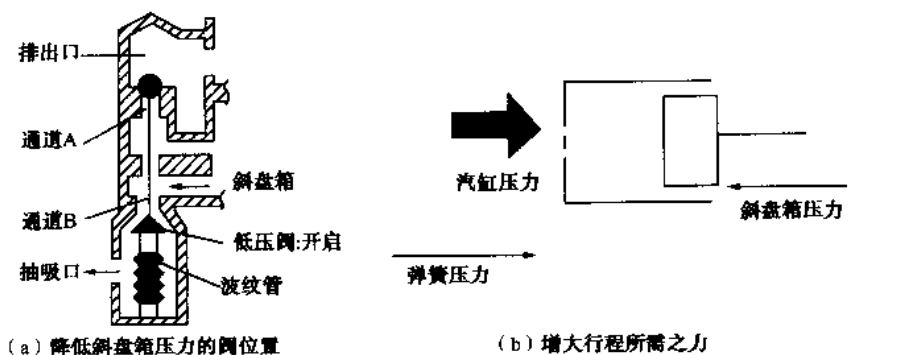 排出口
通道A
斜盘箱
通道B
低压阀:开启
抽吸口
波纹管
(a)降低斜盘箱压力的阀位置
汽缸压力
斜盘箱压力
弹簧压力
(b)增大行程所需之力